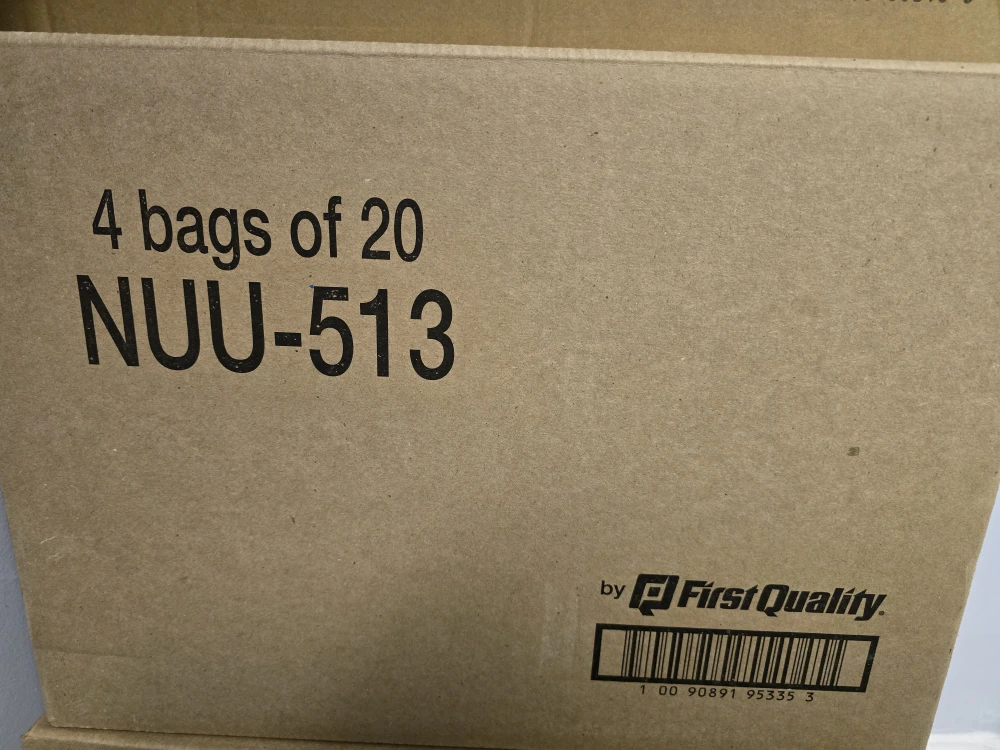 4 bags of 20
NUU-513
by First Quality
1 00 90891 95335 3